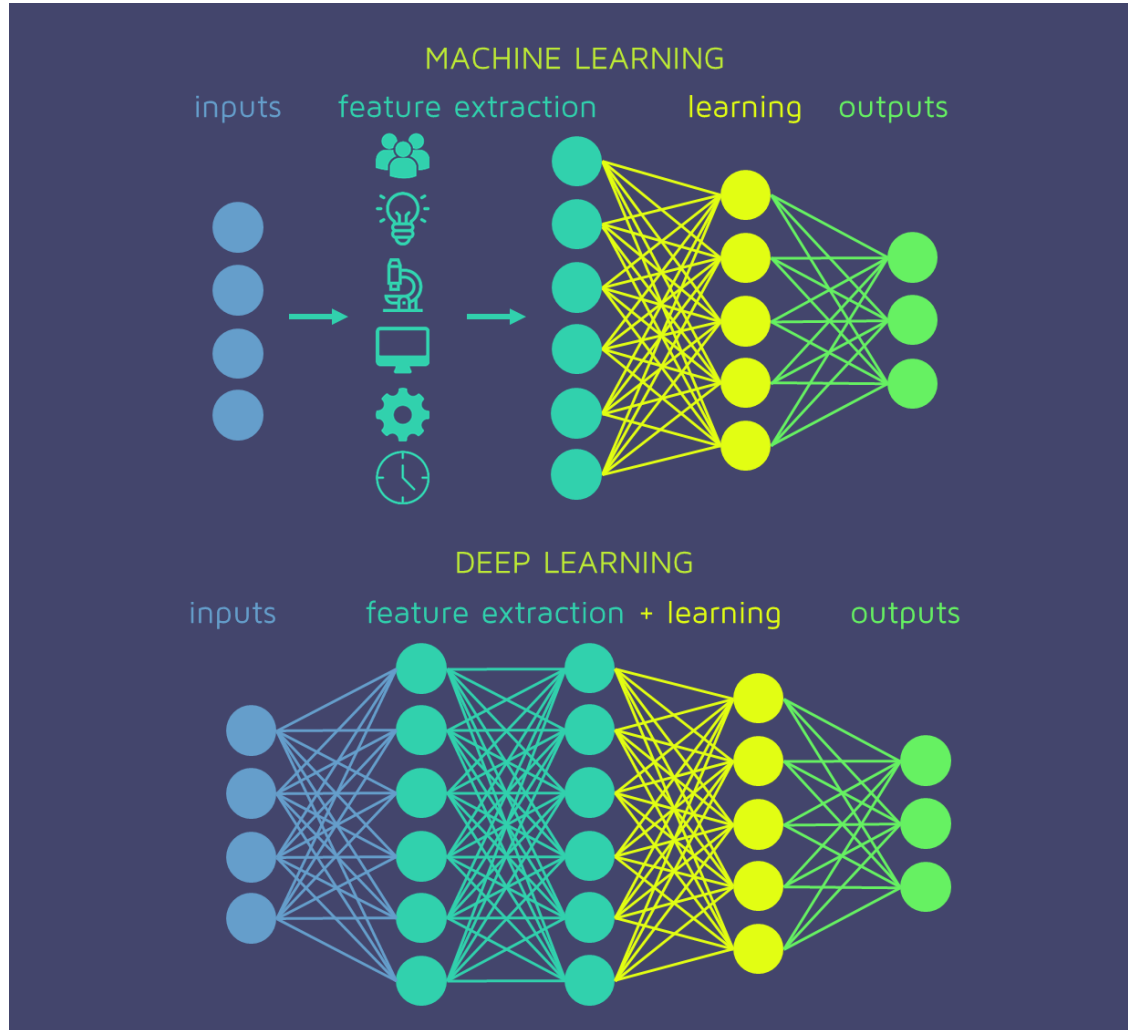 MACHINE LEARNING
inputs feature extraction learning outputs
DEEP LEARNING
inputs feature extraction + learning outputs